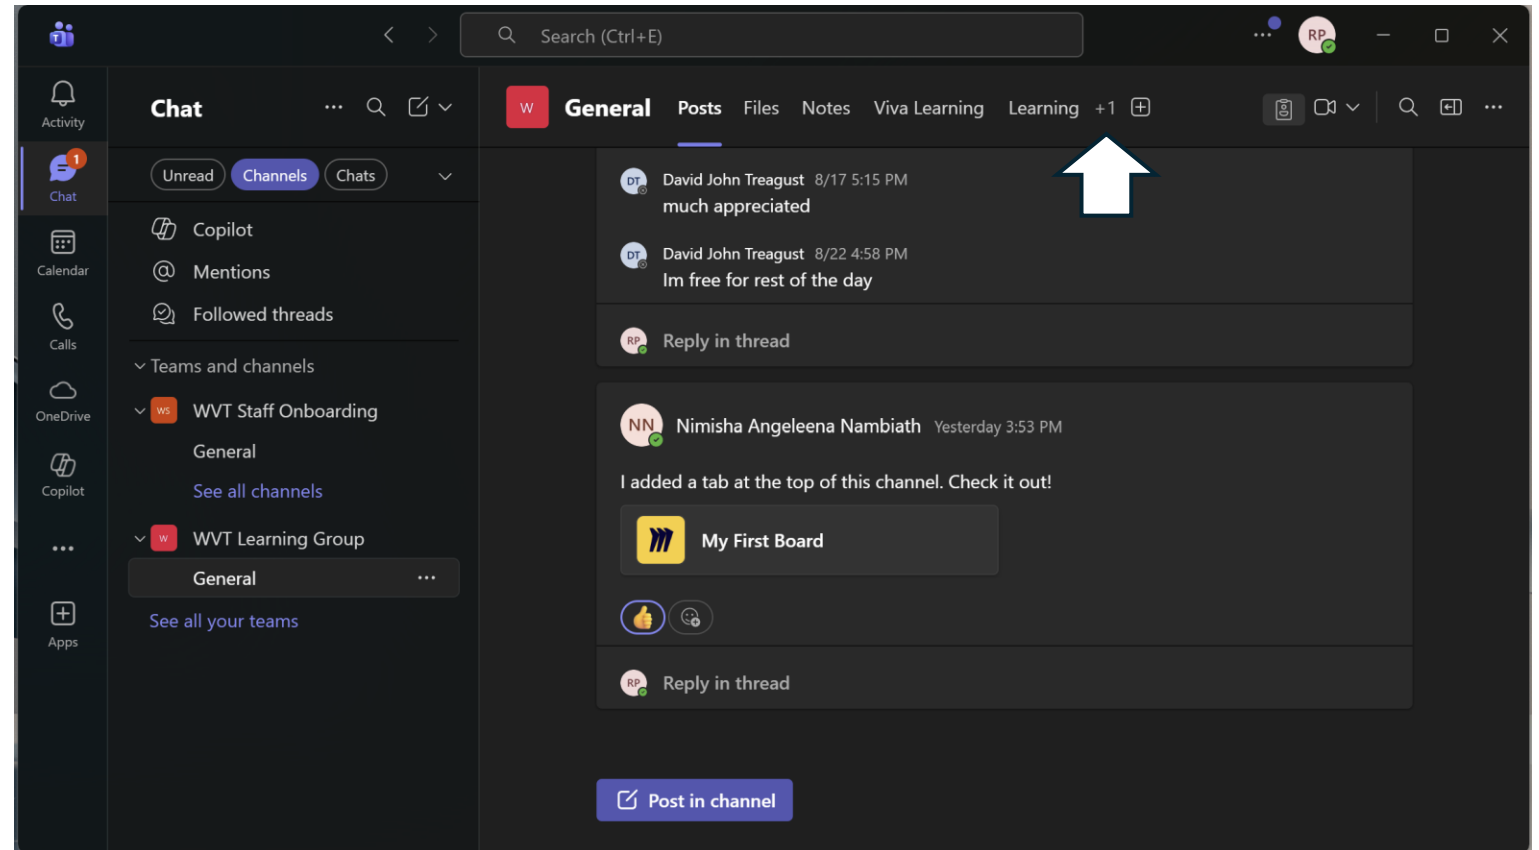 Search (Ctrl+E)
RP
Activity
1
Chat
Calendar
Calls
OneDrive
Copilot
Apps
Chat
Unread Channels Chats
Copilot
Mentions
Followed threads
Teams and channels
WS WVT Staff Onboarding
General
See all channels
W WVT Learning Group
General
See all your teams
W General Posts Files Notes Viva Learning Learning +1
DT David John Treagust 8/17 5:15 PM
much appreciated
DT David John Treagust 8/22 4:58 PM
Im free for rest of the day
RP Reply in thread
NN Nimisha Angeleena Nambiath Yesterday 3:53 PM
I added a tab at the top of this channel. Check it out!
My First Board
RP Reply in thread
Post in channel